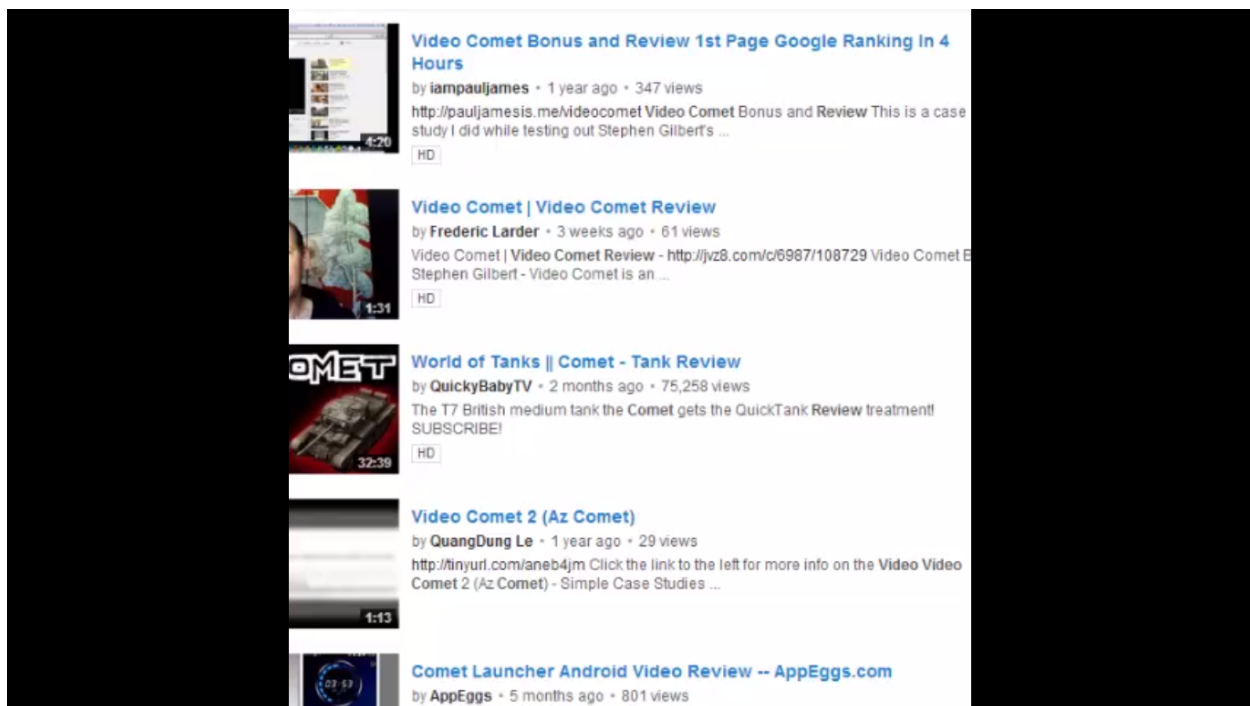 Video Comet Bonus and Review 1st Page Google Ranking In 4
Hours
by iampauljames • 1 year ago • 347 views
http://pauljamesis.me/videocomet Video Comet Bonus and Review This is a case
study I did while testing out Stephen Gilbert's ...
4:20
HD
Video Comet | Video Comet Review
by Frederic Larder • 3 weeks ago • 61 views
Video Comet | Video Comet Review - http://jvz8.com/c/6987/108729 Video Comet B
Stephen Gilbert - Video Comet is an ...
HD
1:31
OMET
World of Tanks || Comet - Tank Review
by QuickyBabyTV • 2 months ago • 75,258 views
The T7 British medium tank the Comet gets the QuickTank Review treatment!
SUBSCRIBE!
HD
32:39
Video Comet 2 (Az Comet)
by QuangDung Le • 1 year ago • 29 views
http://tinyurl.com/aneb4jm Click the link to the left for more info on the Video Video
Comet 2 (Az Comet) - Simple Case Studies ...
1:13
Comet Launcher Android Video Review -- AppEggs.com
03:53
by AppEggs • 5 months ago • 801 views